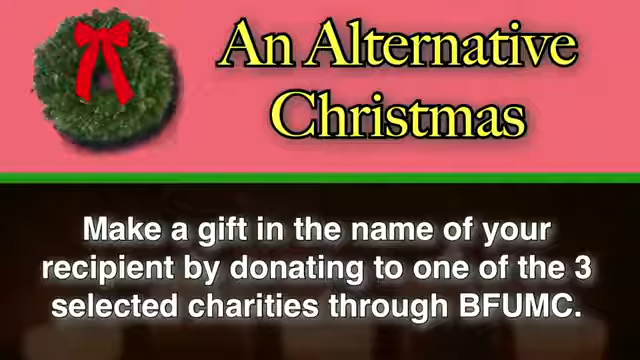 An Alternative
Christmas
Make a gift in the name of your
recipient by donating to one of the 3
selected charities through BFUMC.